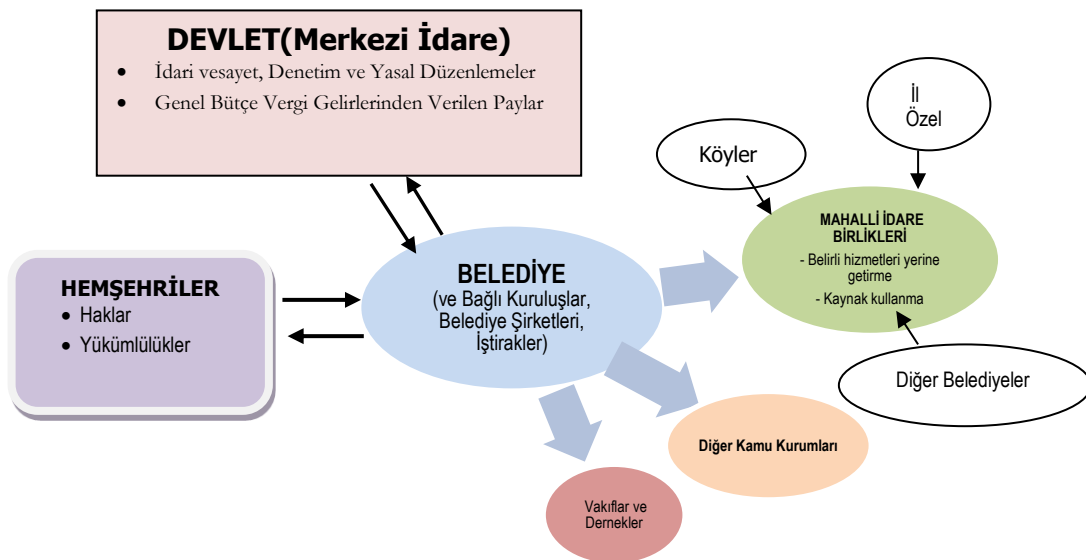 DEVLET(Merkezi İdare)
• İdari vesayet, Denetim ve Yasal Düzenlemeler
• Genel Bütçe Vergi Gelirlerinden Verilen Paylar
İl
Özel
Köyler
MAHALLİ İDARE
BİRLİKLERİ
- Belirli hizmetleri yerine
getirme
- Kaynak kullanma
HEMŞEHRİLER
• Haklar
• Yükümlülükler
BELEDİYE
(ve Bağlı Kuruluşlar,
Belediye Şirketleri,
İştirakler)
Diğer Belediyeler
Diğer Kamu Kurumları
Vakıflar ve
Dernekler